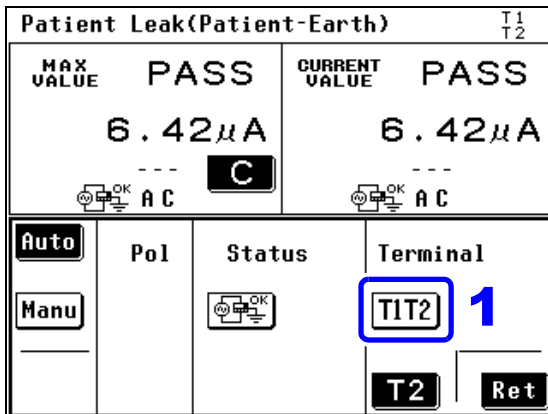 Patient Leak(Patient-Earth) T1 T2
MAX VALUE PASS
6.42μA
---
C
OK AC
CURRENT VALUE PASS
6.42μA
---
OK AC
Auto Pol Status Terminal
Manu OK T1T2 1
T2 Ret